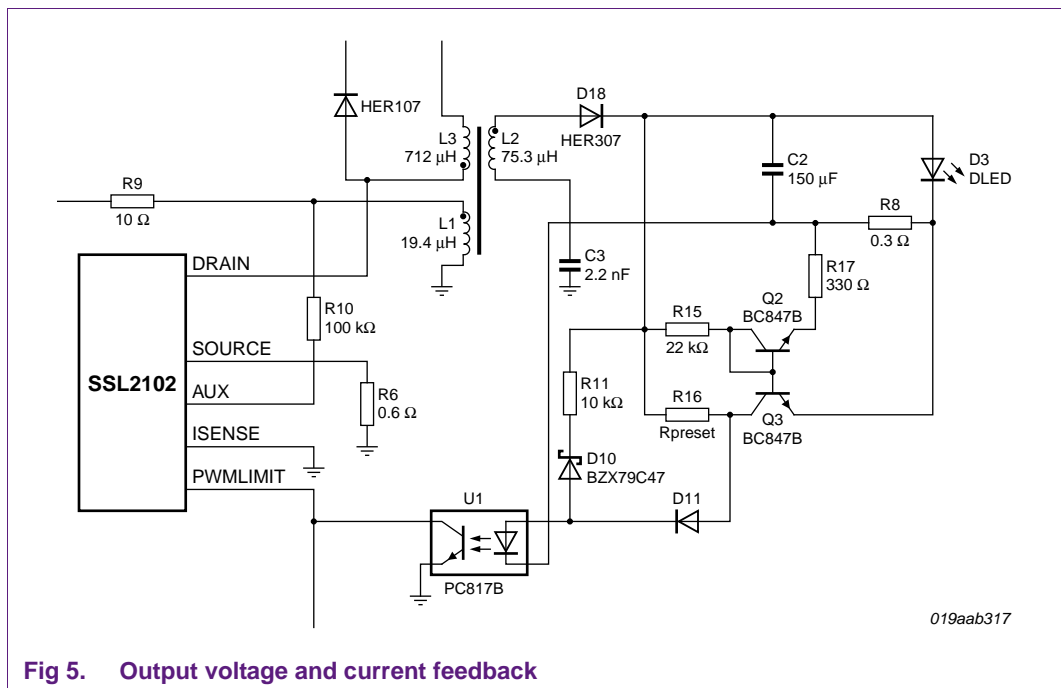 HER107
L3
712 μH
L2
75.3 μH
D18
HER307
C2
150 μF
D3
DLED
R9
10 Ω
L1
19.4 μH
C3
2.2 nF
R8
0.3 Ω
R17
330 Ω
SSL2102
DRAIN
SOURCE
AUX
ISENSE
PWMLIMIT
R10
100 kΩ
R6
0.6 Ω
R15
22 kΩ
Q2
BC847B
R11
10 kΩ
R16
Rpreset
Q3
BC847B
D10
BZX79C47
D11
U1
PC817B
019aab317
Fig 5. Output voltage and current feedback